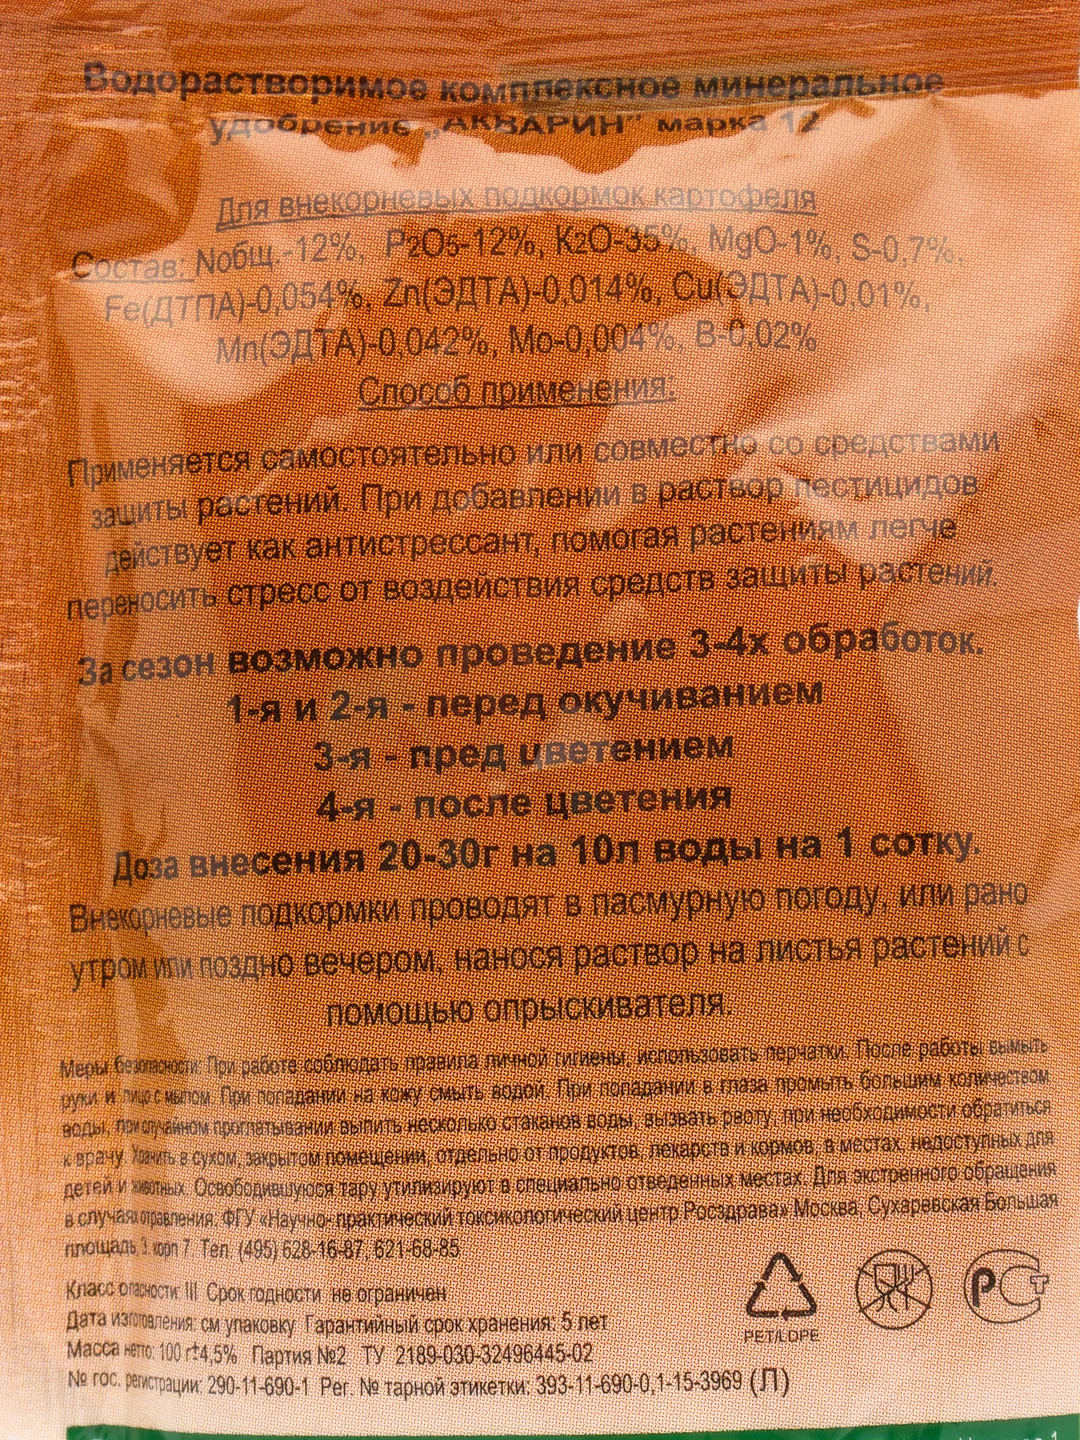 Водорастворимое комплексное минеральное
удобрение „АКВАРИН" марка 12
Для внекорневых подкормок картофеля
Состав: Nобщ.-12%, P2O5-12%, K2O-35%, MgO-1%, S-0,7%,
Fe(ДТПА)-0,054%, Zn(ЭДТА)-0,014%, Cu(ЭДТА)-0,01%,
Mn(ЭДТА)-0,042%, Mo-0,004%, B-0,02%
Способ применения:
Применяется самостоятельно или совместно со средствами
защиты растений. При добавлении в раствор пестицидов
действует как антистрессант, помогая растениям легче
переносить стресс от воздействия средств защиты растений.
За сезон возможно проведение 3-4х обработок.
1-я и 2-я - перед окучиванием
3-я - пред цветением
4-я - после цветения
Доза внесения 20-30г на 10л воды на 1 сотку.
Внекорневые подкормки проводят в пасмурную погоду, или рано
утром или поздно вечером, нанося раствор на листья растений с
помощью опрыскивателя.
Меры безопасности: При работе соблюдать правила личной гигиены, использовать перчатки. После работы вымыть
руки и лицо с мылом. При попадании на кожу смыть водой. При попадании в глаза промыть большим количеством
воды, при случайном проглатывании выпить несколько стаканов воды, вызвать рвоту, при необходимости обратиться
к врачу. Хранить в сухом, закрытом помещении, отдельно от продуктов, лекарств и кормов, в местах, недоступных для
детей и животных. Освободившуюся тару утилизируют в специально отведенных местах. Для экстренного обращения
в случаях отравления: ФГУ «Научно-практический токсикологический центр Росздрава» Москва, Сухаревская Большая
площадь 3, корп 7. Тел. (495) 628-16-87, 621-68-85
Класс опасности: III Срок годности не ограничен
Дата изготовления: см упаковку Гарантийный срок хранения: 5 лет
Масса нетто: 100 г±4,5% Партия №2 ТУ 2189-030-32496445-02
№ гос. регистрации: 290-11-690-1 Рег. № тарной этикетки: 393-11-690-0,1-15-3969 (Л)
PET/LDPE
РСТ